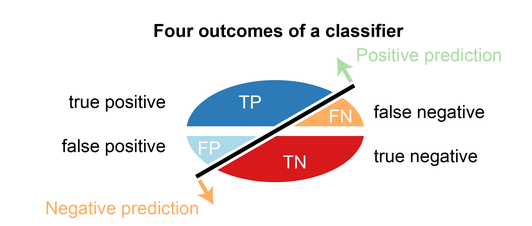 Four outcomes of a classifier
Positive prediction
true positive
TP
FN
false negative
false positive
FP
TN
true negative
Negative prediction